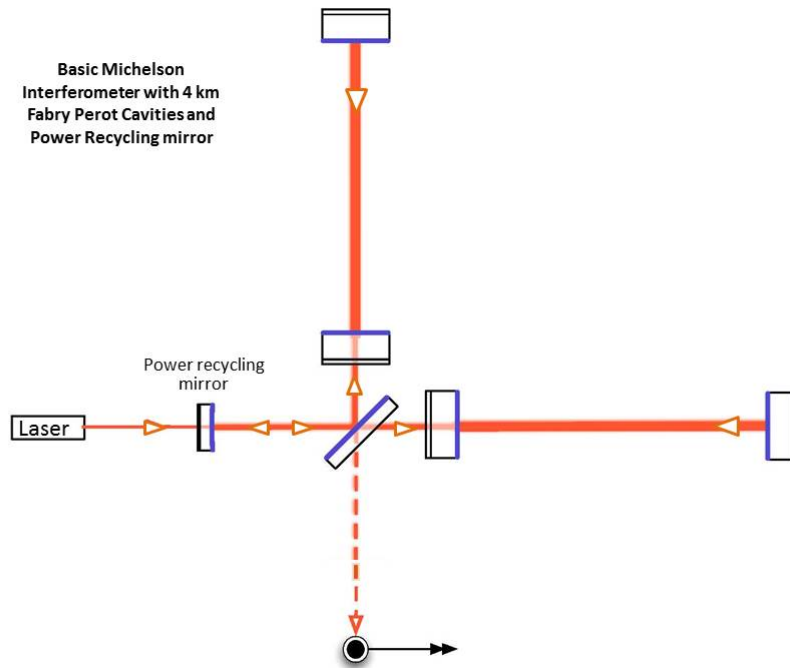 Basic Michelson
Interferometer with 4 km
Fabry Perot Cavities and
Power Recycling mirror
Power recycling
mirror
Laser